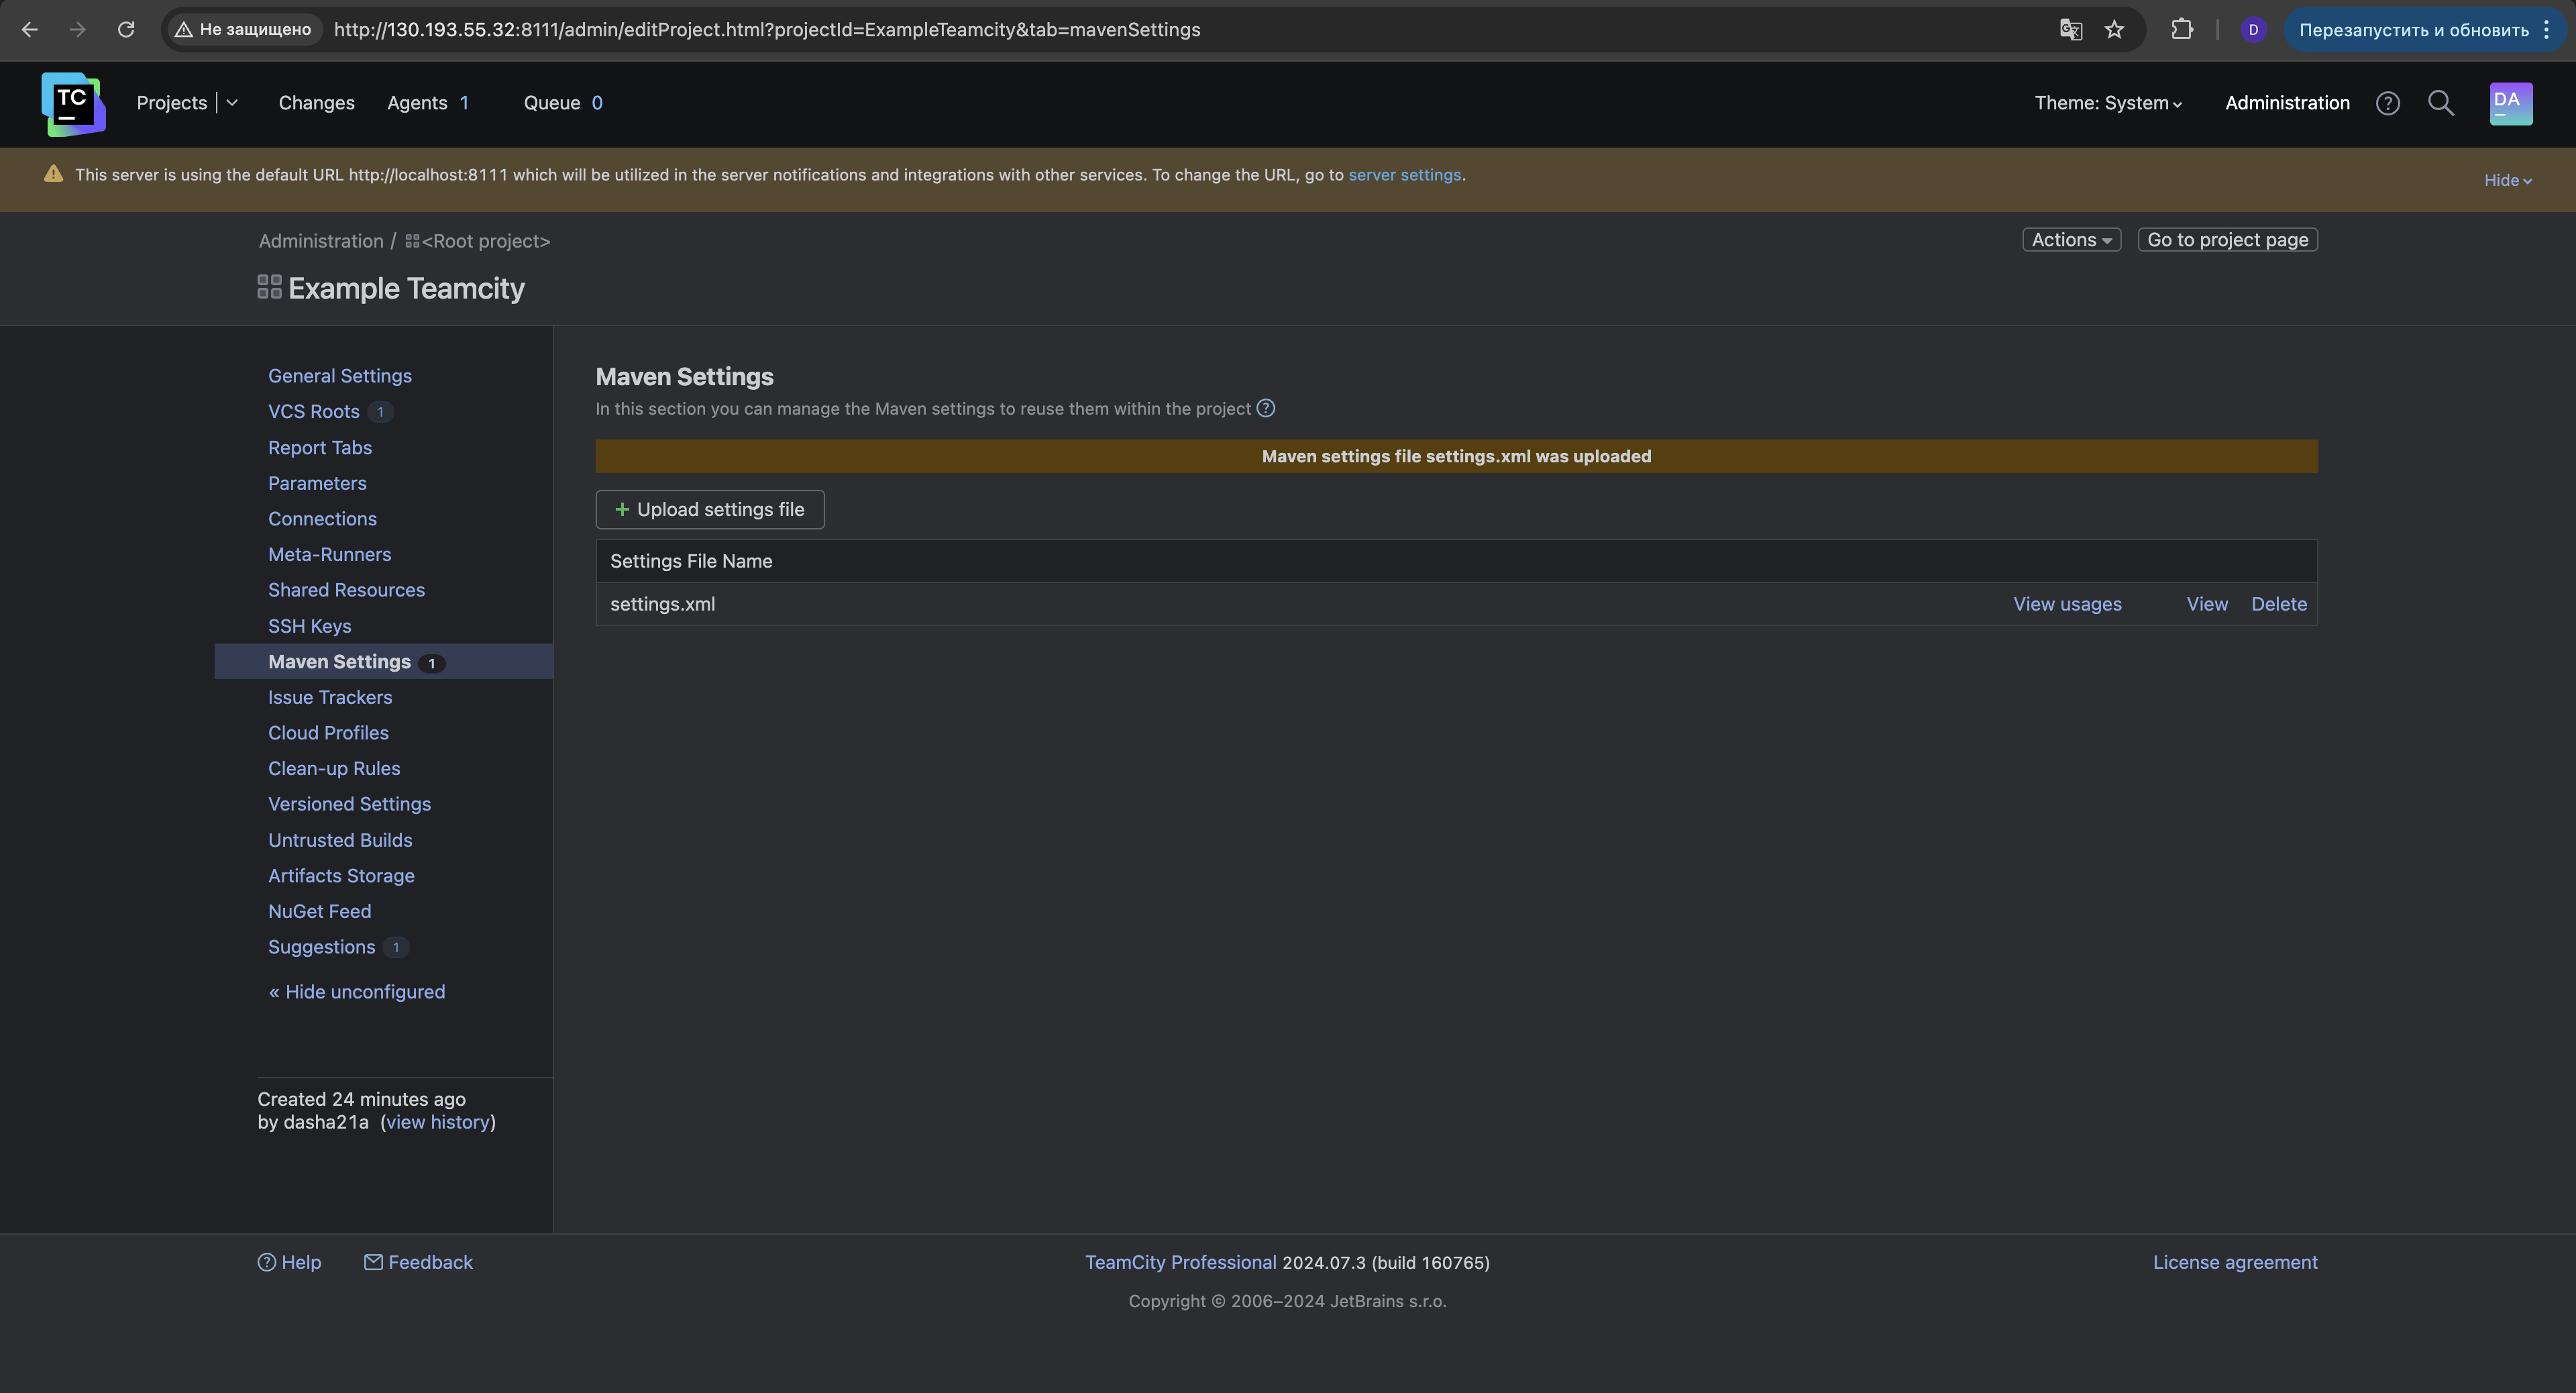 Не защищено http://130.193.55.32:8111/admin/editProject.html?projectId=ExampleTeamcity&tab=mavenSettings D Перезапустить и обновить
TC Projects Changes Agents 1 Queue 0 Theme: System Administration DA
This server is using the default URL http://localhost:8111 which will be utilized in the server notifications and integrations with other services. To change the URL, go to server settings. Hide
Administration / <Root project> Actions Go to project page
Example Teamcity
General Settings
VCS Roots 1
Report Tabs
Parameters
Connections
Meta-Runners
Shared Resources
SSH Keys
Maven Settings 1
Issue Trackers
Cloud Profiles
Clean-up Rules
Versioned Settings
Untrusted Builds
Artifacts Storage
NuGet Feed
Suggestions 1
« Hide unconfigured
Created 24 minutes ago
by dasha21a (view history)
Maven Settings
In this section you can manage the Maven settings to reuse them within the project
Maven settings file settings.xml was uploaded
+ Upload settings file
Settings File Name
settings.xml View usages View Delete
Help Feedback TeamCity Professional 2024.07.3 (build 160765) License agreement
Copyright © 2006–2024 JetBrains s.r.o.